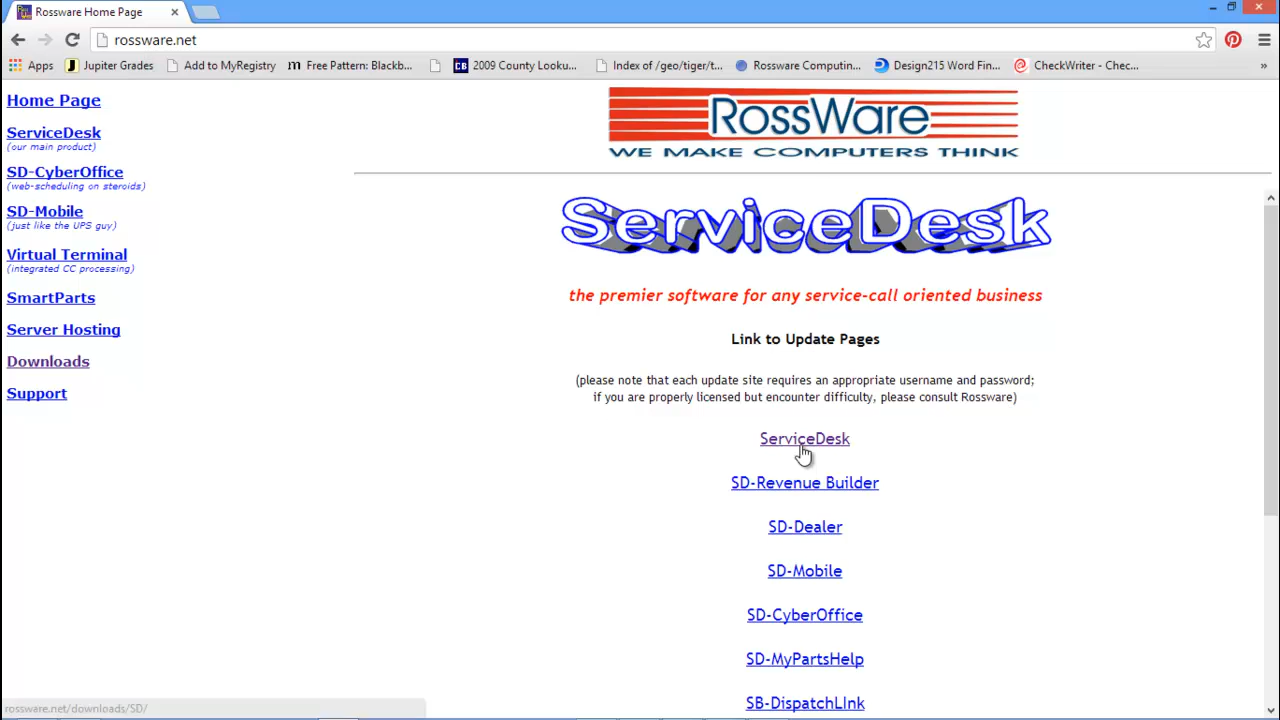 Rossware Home Page
rossware.net
Apps
Jupiter Grades
Add to MyRegistry
Free Pattern: Blackb...
2009 County Looku...
Index of /geo/tiger/t...
Rossware Computin...
Design215 Word Fin...
CheckWriter - Chec...
»
Home Page
ServiceDesk
(our main product)
SD-CyberOffice
(web-scheduling on steroids)
SD-Mobile
(just like the UPS guy)
Virtual Terminal
(integrated CC processing)
SmartParts
Server Hosting
Downloads
Support
RossWare
WE MAKE COMPUTERS THINK
ServiceDesk
the premier software for any service-call oriented business
Link to Update Pages
(please note that each update site requires an appropriate username and password;
if you are properly licensed but encounter difficulty, please consult Rossware)
ServiceDesk
SD-Revenue Builder
SD-Dealer
SD-Mobile
SD-CyberOffice
SD-MyPartsHelp
SB-DispatchLInk
rossware.net/downloads/SD/